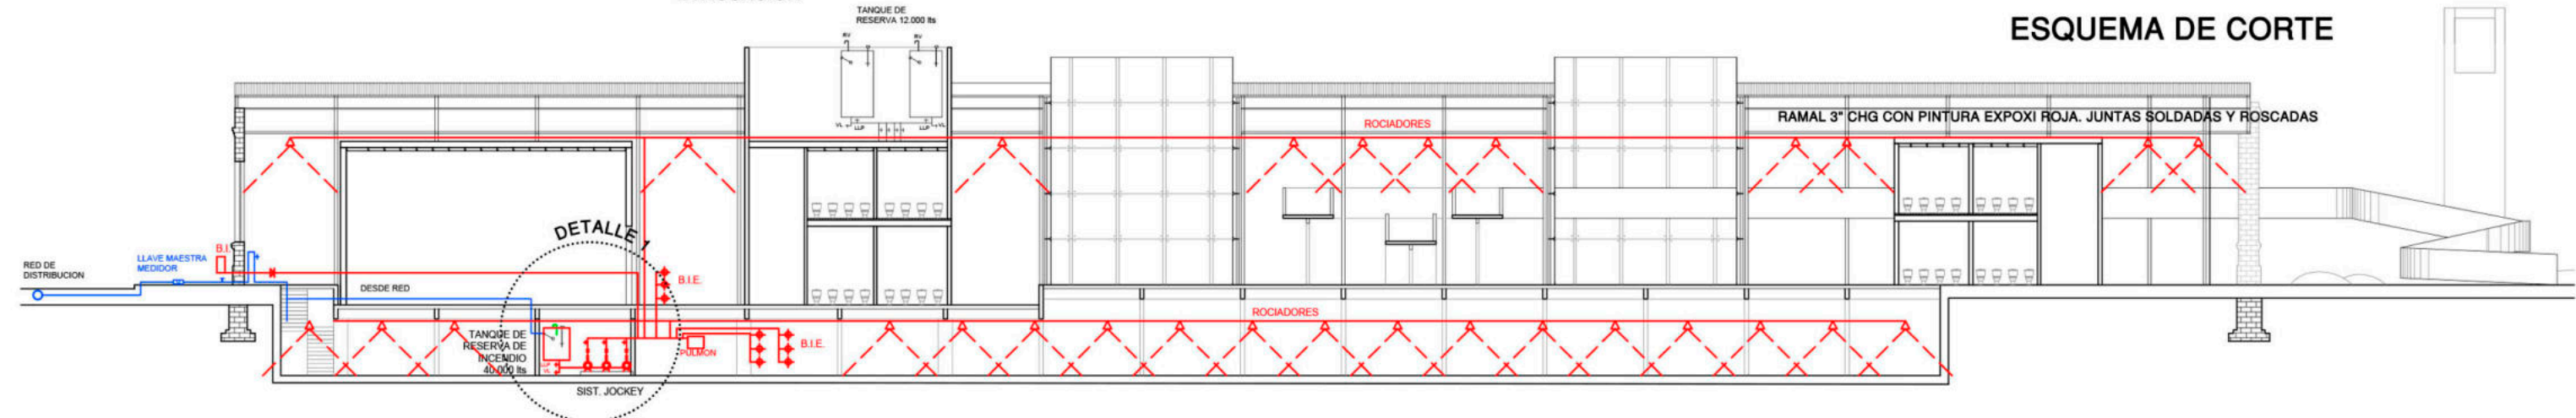 TANQUE DE
RESERVA 12.000 lts
ESQUEMA DE CORTE
RV
RV
VL
LLP
LLP
VL
ROCIADORES
RAMAL 3" CHG CON PINTURA EXPOXI ROJA. JUNTAS SOLDADAS Y ROSCADAS
DETALLE 1
B.I.
LLAVE MAESTRA
MEDIDOR
RED DE
DISTRIBUCION
DESDE RED
B.I.E.
ROCIADORES
TANQUE DE
RESERVA DE
INCENDIO
40.000 lts
PULMON
B.I.E.
SIST. JOCKEY